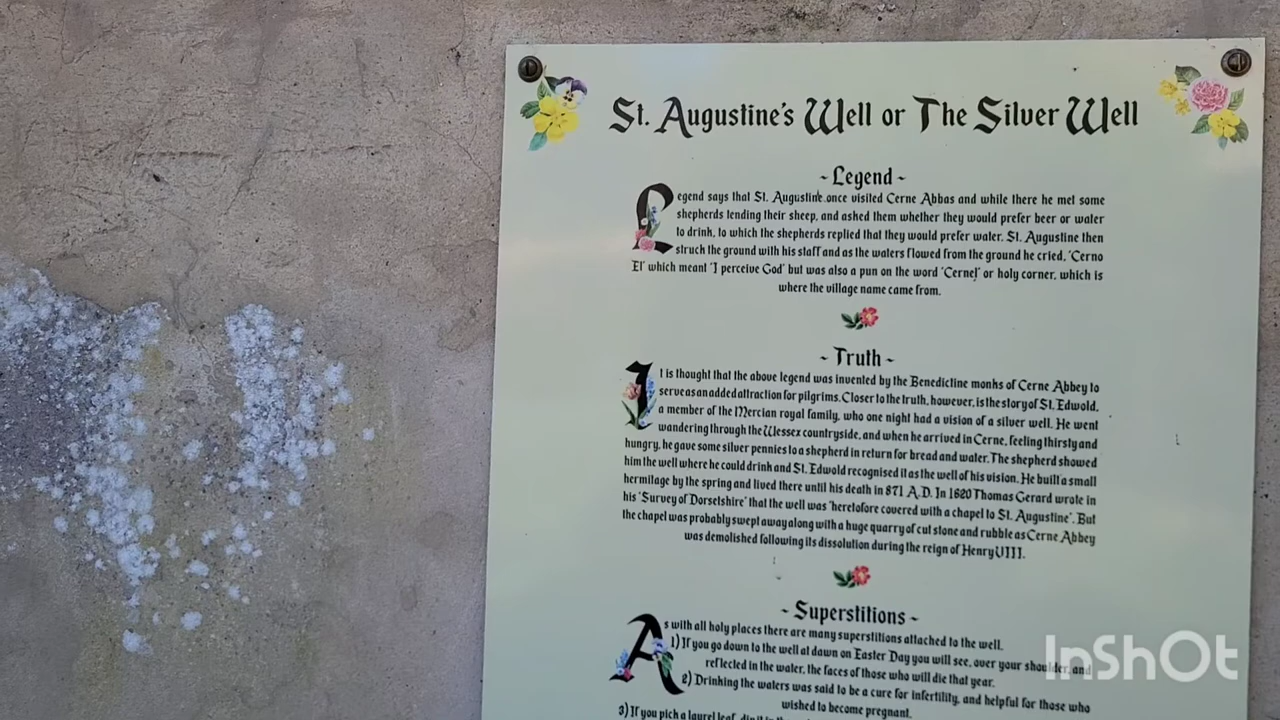 St. Augustine's Well or The Silver Well
~ Legend ~
Legend says that St. Augustine once visited Cerne Abbas and while there he met some
shepherds tending their sheep, and asked them whether they would prefer beer or water
to drink, to which the shepherds replied that they would prefer water. St. Augustine then
struck the ground with his staff and as the waters flowed from the ground he cried, 'Cerno
El' which meant 'I perceive God' but was also a pun on the word 'Cernel' or holy corner, which is
where the village name came from.
~ Truth ~
It is thought that the above legend was invented by the Benedictine monks of Cerne Abbey to
serve as an added attraction for pilgrims. Closer to the truth, however, is the story of St. Edwold,
a member of the Mercian royal family, who one night had a vision of a silver well. He went
wandering through the Wessex countryside, and when he arrived in Cerne, feeling thirsty and
hungry, he gave some silver pennies to a shepherd in return for bread and water. The shepherd showed
him the well where he could drink and St. Edwold recognised it as the well of his vision. He built a small
hermitage by the spring and lived there until his death in 871 A.D. In 1620 Thomas Gerard wrote in
his 'Survey of Dorsetshire' that the well was 'heretofore covered with a chapel to St. Augustine'. But
the chapel was probably swept away along with a huge quarry of cut stone and rubble as Cerne Abbey
was demolished following its dissolution during the reign of Henry VIII.
~ Superstitions ~
As with all holy places there are many superstitions attached to the well.
1) If you go down to the well at dawn on Easter Day you will see, over your shoulder, and
reflected in the water, the faces of those who will die that year.
2) Drinking the waters was said to be a cure for infertility, and helpful for those who
wished to become pregnant.
3) If you pick a laurel leaf, dip it in
InShOt